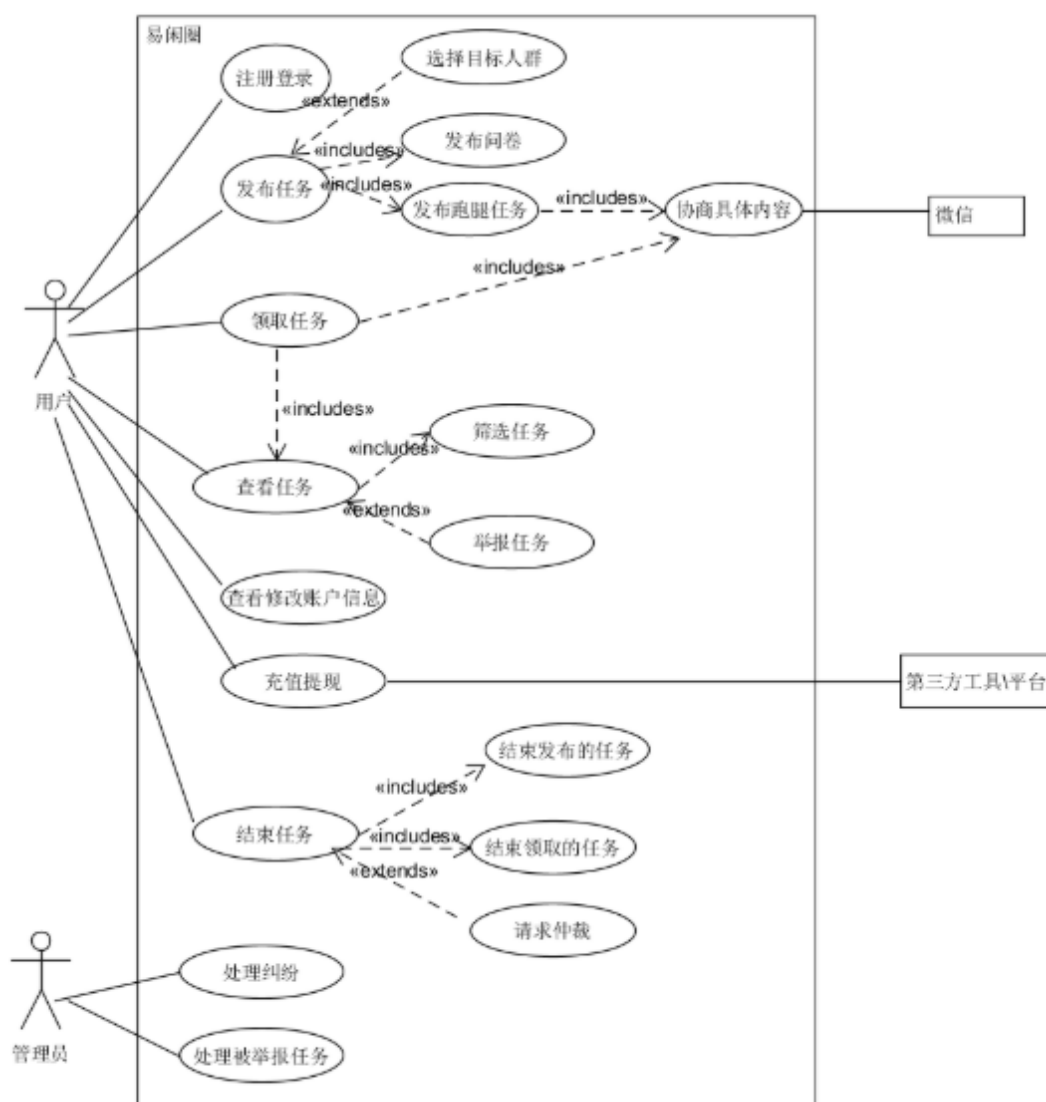 易闲圈
选择目标人群
注册登录
«extends»
发布问卷
«includes»
发布任务
«includes»
发布跑腿任务
«includes»
协商具体内容
微信
«includes»
领取任务
用户
«includes»
筛选任务
«includes»
查看任务
«extends»
举报任务
查看修改账户信息
充值提现
第三方工具\平台
结束发布的任务
«includes»
结束任务
«includes»
结束领取的任务
«extends»
请求仲裁
处理纠纷
管理员
处理被举报任务